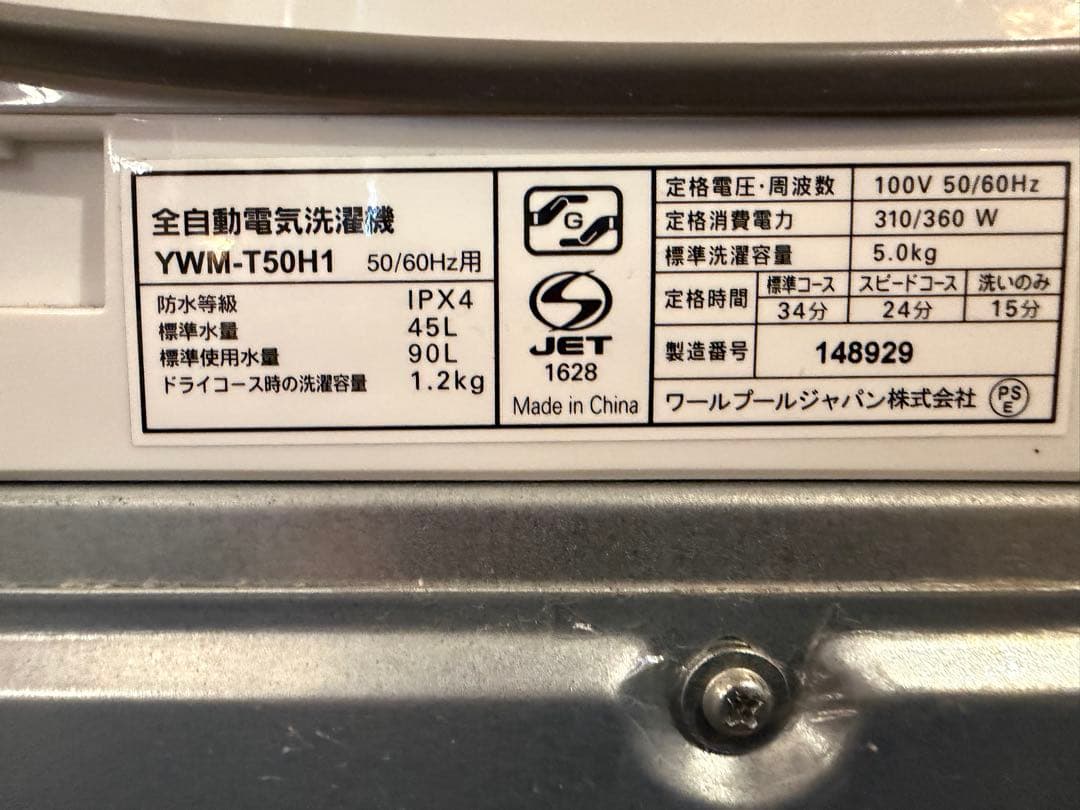 全自動電気洗濯機
YWM-T50H1 50/60Hz用
防水等級 IPX4
標準水量 45L
標準使用水量 90L
ドライコース時の洗濯容量 1.2kg
G
JET
1628
Made in China
定格電圧・周波数 100V 50/60Hz
定格消費電力 310/360 W
標準洗濯容量 5.0kg
定格時間 標準コース スピードコース 洗いのみ
34分 24分 15分
製造番号 148929
ワールプールジャパン株式会社 PSE